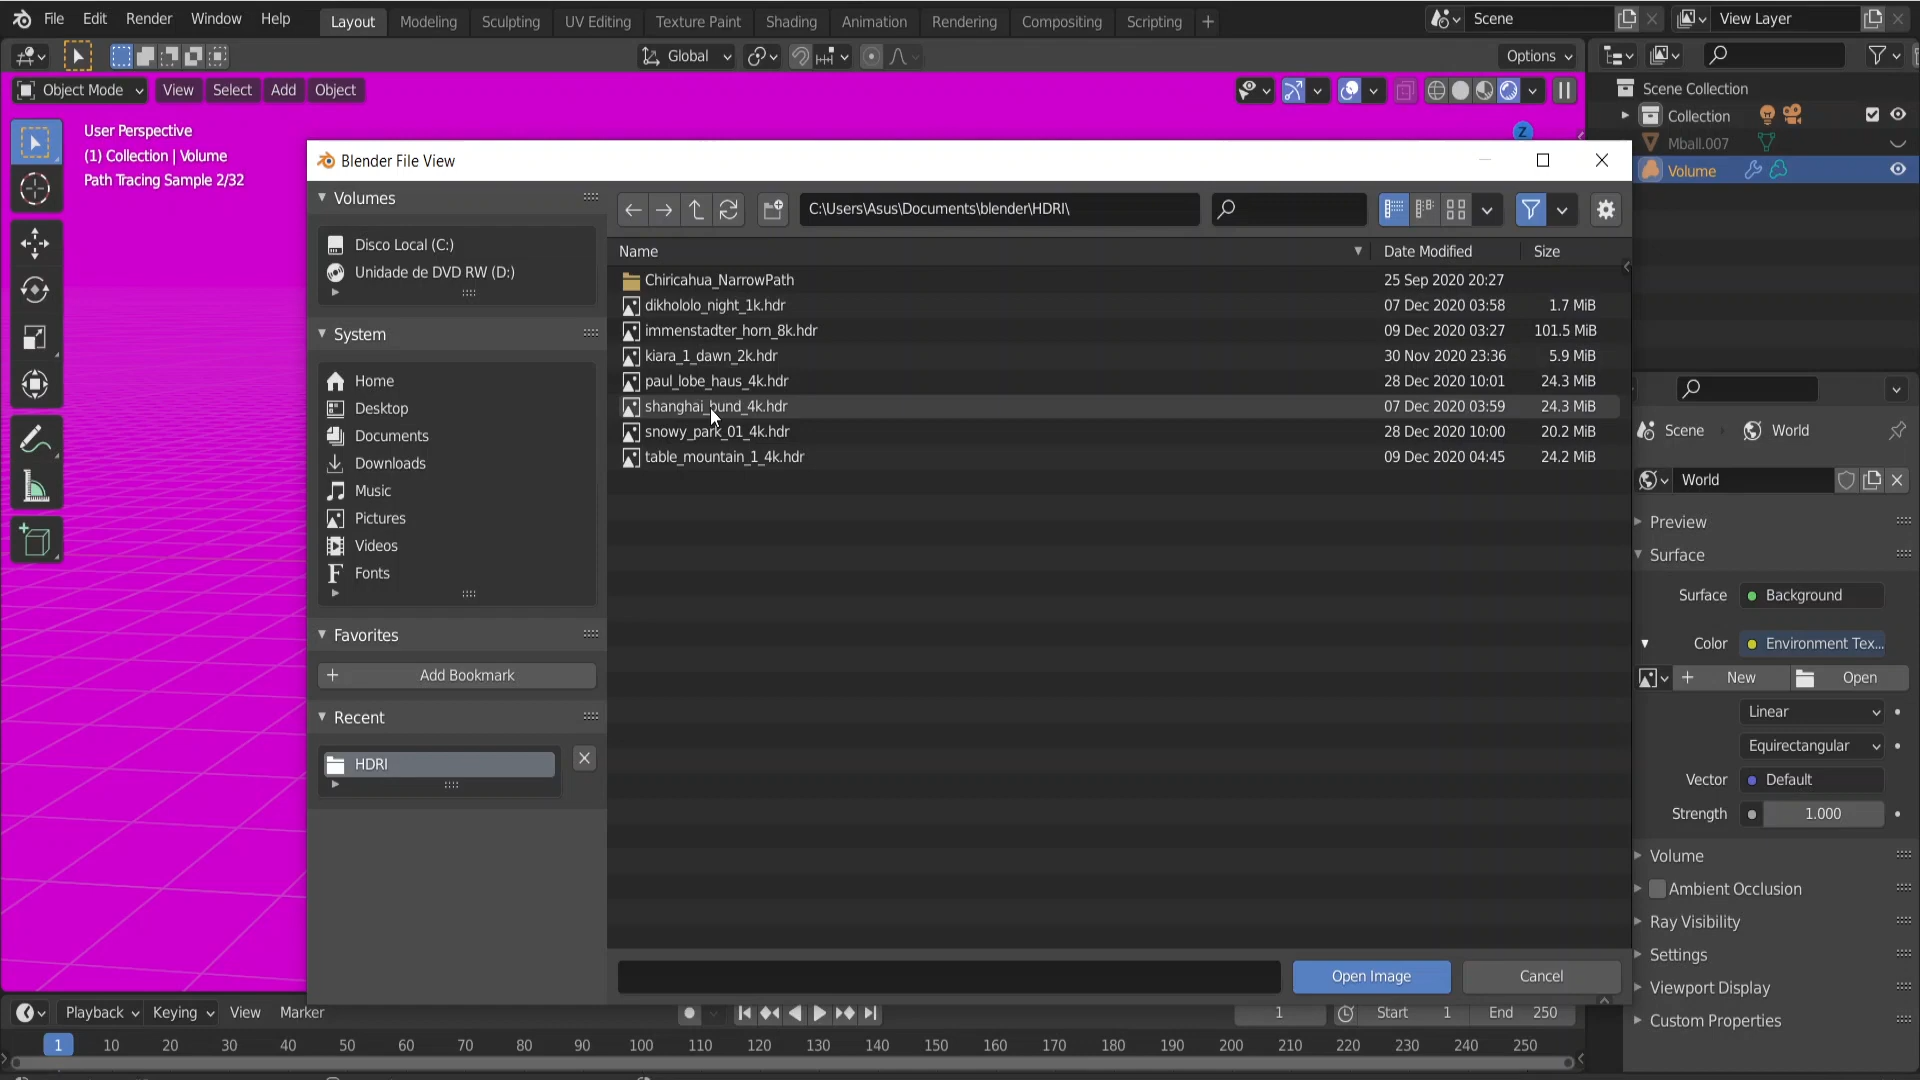 File Edit Render Window Help Layout Modeling Sculpting UV Editing Texture Paint Shading Animation Rendering Compositing Scripting + Scene View Layer
Global Options
Object Mode View Select Add Object
User Perspective
(1) Collection | Volume
Path Tracing Sample 2/32
Z
Scene Collection
Collection
Mball.007
Volume
Blender File View
Volumes
Disco Local (C:)
Unidade de DVD RW (D:)
System
Home
Desktop
Documents
Downloads
Music
Pictures
Videos
Fonts
Favorites
Add Bookmark
Recent
HDRI
C:\Users\Asus\Documents\blender\HDRI\
Name Date Modified Size
Chiricahua_NarrowPath 25 Sep 2020 20:27
dikhololo_night_1k.hdr 07 Dec 2020 03:58 1.7 MiB
immenstadter_horn_8k.hdr 09 Dec 2020 03:27 101.5 MiB
kiara_1_dawn_2k.hdr 30 Nov 2020 23:36 5.9 MiB
paul_lobe_haus_4k.hdr 28 Dec 2020 10:01 24.3 MiB
shanghai_bund_4k.hdr 07 Dec 2020 03:59 24.3 MiB
snowy_park_01_4k.hdr 28 Dec 2020 10:00 20.2 MiB
table_mountain_1_4k.hdr 09 Dec 2020 04:45 24.2 MiB
Open Image Cancel
Scene World
World
Preview
Surface
Surface Background
Color Environment Tex...
New Open
Linear
Equirectangular
Vector Default
Strength 1.000
Volume
Ambient Occlusion
Ray Visibility
Settings
Viewport Display
Custom Properties
Playback Keying View Marker 1 Start 1 End 250
1 10 20 30 40 50 60 70 80 90 100 110 120 130 140 150 160 170 180 190 200 210 220 230 240 250